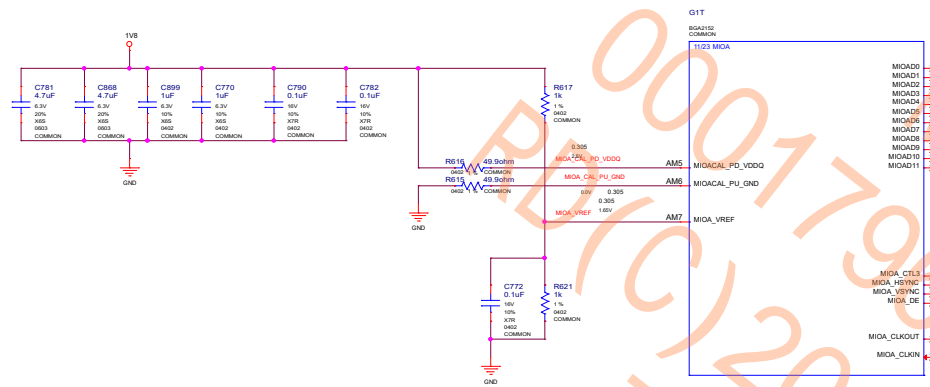 G1T
BGA2152
COMMON
1V8
11/23 MIOA
C781
4.7uF
6.3V
20%
X6S
0603
COMMON
C868
4.7uF
6.3V
20%
X6S
0603
COMMON
C899
1uF
6.3V
10%
X6S
0402
COMMON
C770
1uF
6.3V
10%
X6S
0402
COMMON
C790
0.1uF
16V
10%
X7R
0402
COMMON
C782
0.1uF
16V
10%
X7R
0402
COMMON
R617
1k
1 %
0402
COMMON
GND
R616 49.9ohm
0402 1 % COMMON
R615 49.9ohm
0402 1 % COMMON
GND
0.305
MIOA_CAL_PD_VDDQ
AM5
MIOACAL_PD_VDDQ
MIOA_CAL_PU_GND
AM6
MIOACAL_PU_GND
0.0V
0.305
0.305
MIOA_VREF
1.65V
AM7
MIOA_VREF
C772
0.1uF
16V
10%
X7R
0402
COMMON
R621
1k
1 %
0402
COMMON
GND
MIOAD0
MIOAD1
MIOAD2
MIOAD3
MIOAD4
MIOAD5
MIOAD6
MIOAD7
MIOAD8
MIOAD9
MIOAD10
MIOAD11
MIOA_CTL3
MIOA_HSYNC
MIOA_VSYNC
MIOA_DE
MIOA_CLKOUT
MIOA_CLKIN
000179
RD(C)20